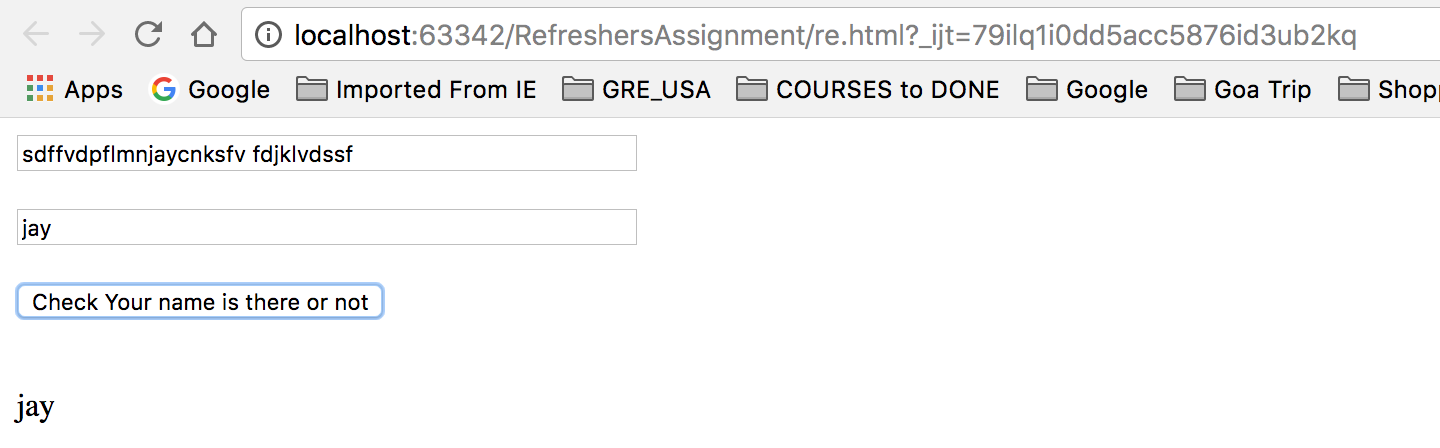 localhost:63342/RefreshersAssignment/re.html?_ijt=79ilq1i0dd5acc5876id3ub2kq
Apps Google Imported From IE GRE_USA COURSES to DONE Google Goa Trip Shopp
sdffvdpflmnjaycnksfv fdjklvdssf
jay
Check Your name is there or not
jay